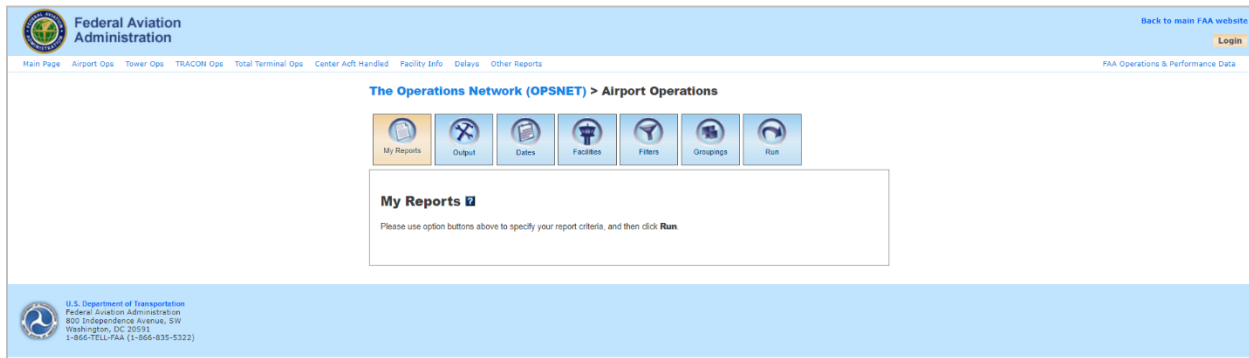 Federal Aviation
Administration
Back to main FAA website
Login
Main Page Airport Ops Tower Ops TRACON Ops Total Terminal Ops Center Acft Handled Facility Info Delays Other Reports
FAA Operations & Performance Data
The Operations Network (OPSNET) > Airport Operations
My Reports Output Dates Facilities Filters Groupings Run
My Reports ?
Please use option buttons above to specify your report criteria, and then click Run.
U.S. Department of Transportation
Federal Aviation Administration
800 Independence Avenue, SW
Washington, DC 20591
1-866-TELL-FAA (1-866-835-5322)